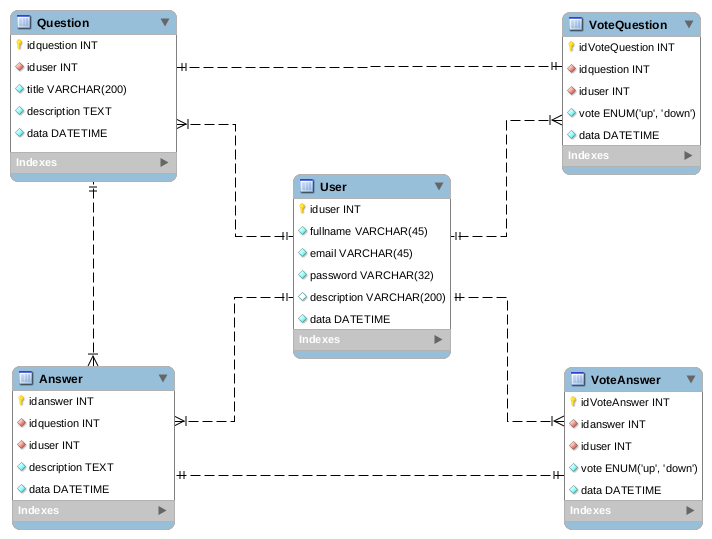 Question
idquestion INT
iduser INT
title VARCHAR(200)
description TEXT
data DATETIME
Indexes
VoteQuestion
idVoteQuestion INT
idquestion INT
iduser INT
vote ENUM('up', 'down')
data DATETIME
Indexes
User
iduser INT
fullname VARCHAR(45)
email VARCHAR(45)
password VARCHAR(32)
description VARCHAR(200)
data DATETIME
Indexes
Answer
idanswer INT
idquestion INT
iduser INT
description TEXT
data DATETIME
Indexes
VoteAnswer
idVoteAnswer INT
idanswer INT
iduser INT
vote ENUM('up', 'down')
data DATETIME
Indexes